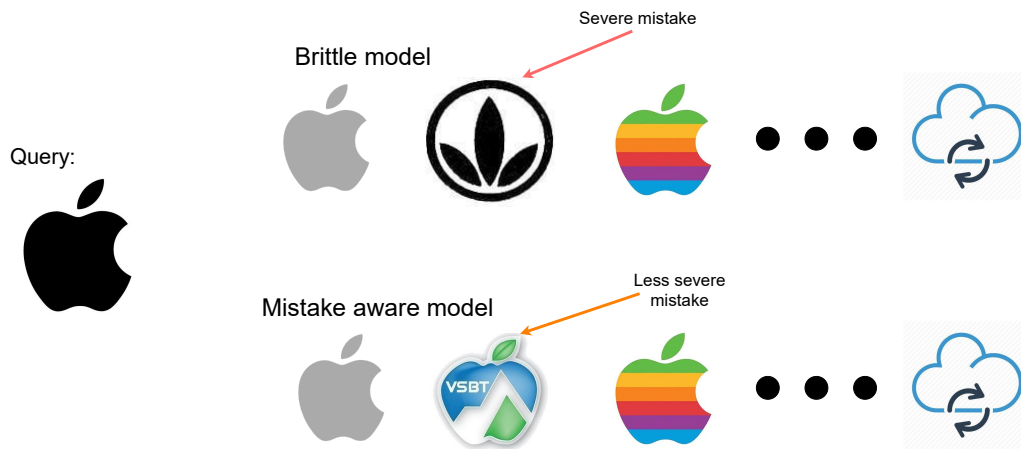 Severe mistake
Brittle model
Query:
Less severe
mistake
Mistake aware model
VSBT